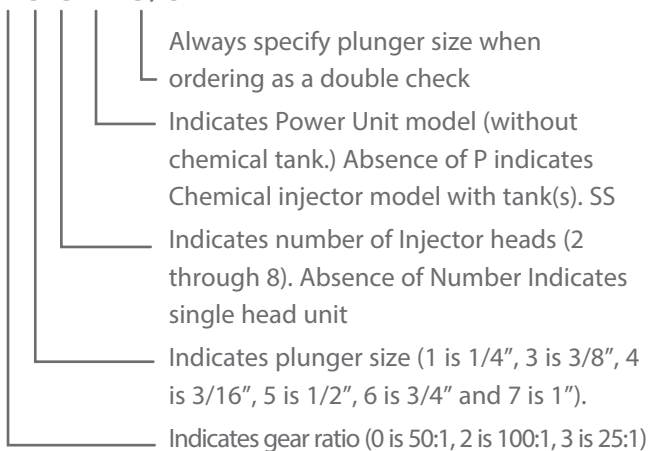 Always specify plunger size when
ordering as a double check
Indicates Power Unit model (without
chemical tank.) Absence of P indicates
Chemical injector model with tank(s). SS
Indicates number of Injector heads (2
through 8). Absence of Number Indicates
single head unit
Indicates plunger size (1 is 1/4”, 3 is 3/8”, 4
is 3/16”, 5 is 1/2”, 6 is 3/4” and 7 is 1”).
Indicates gear ratio (0 is 50:1, 2 is 100:1, 3 is 25:1)